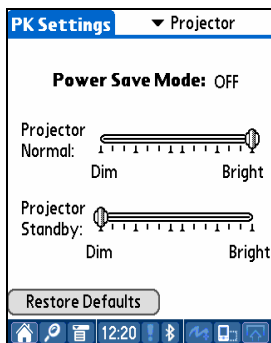 PK Settings Projector
Power Save Mode: OFF
Projector
Normal:
Dim Bright
Projector
Standby:
Dim Bright
Restore Defaults
12:20